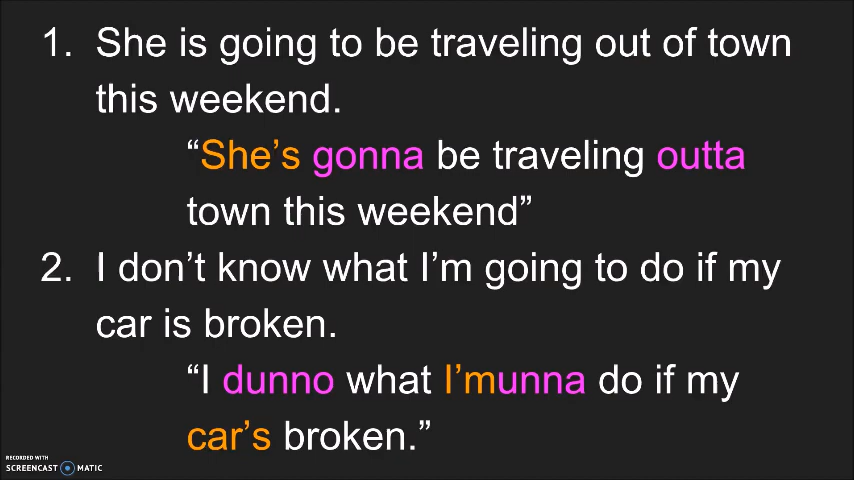 1. She is going to be traveling out of town
this weekend.
“She’s gonna be traveling outta
town this weekend”
2. I don’t know what I’m going to do if my
car is broken.
“I dunno what I’munna do if my
car’s broken.”
RECORDED WITH
SCREENCAST MATIC